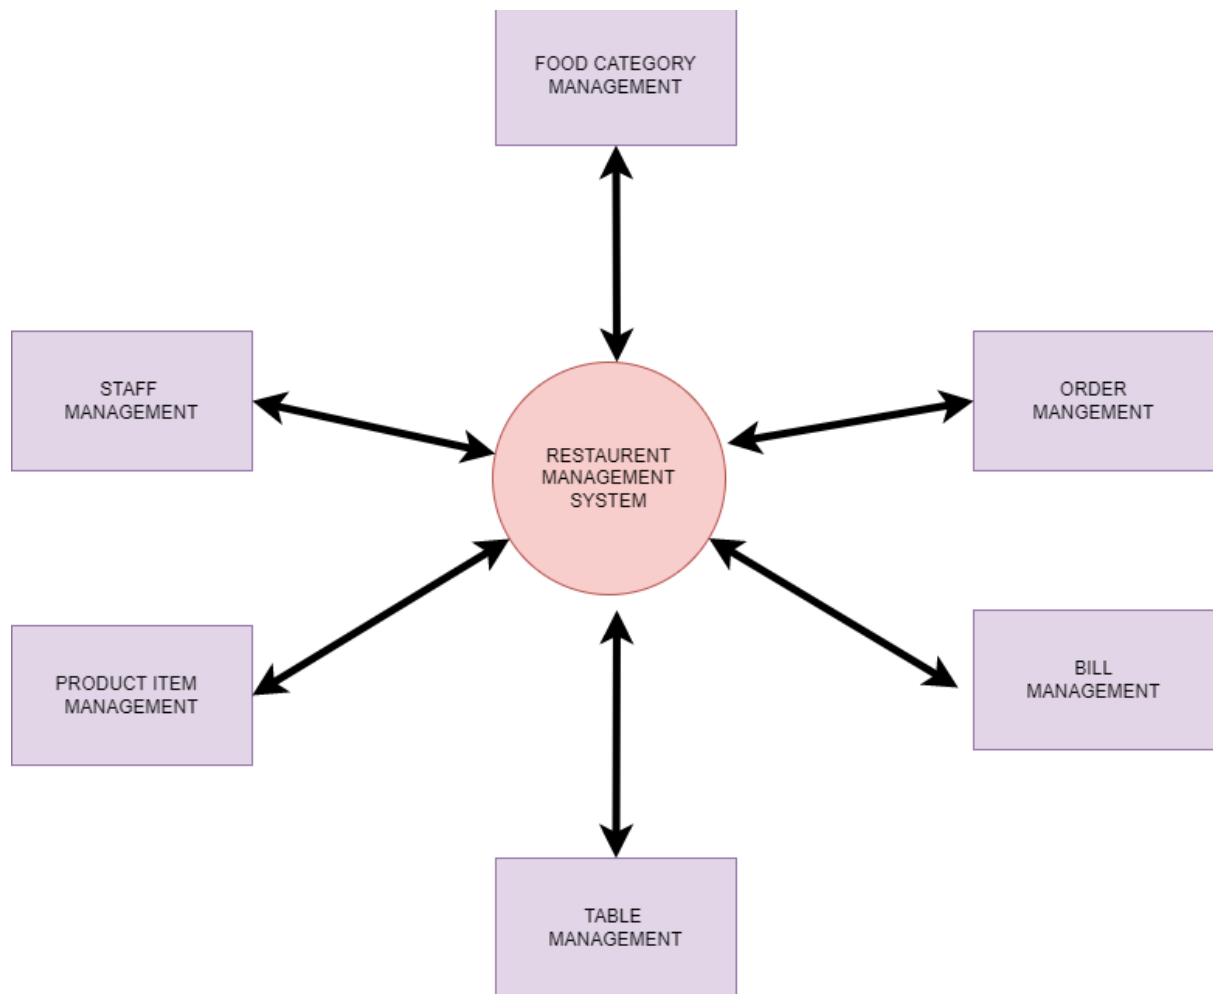 FOOD CATEGORY
MANAGEMENT
STAFF
MANAGEMENT
ORDER
MANGEMENT
RESTAURENT
MANAGEMENT
SYSTEM
PRODUCT ITEM
MANAGEMENT
BILL
MANAGEMENT
TABLE
MANAGEMENT